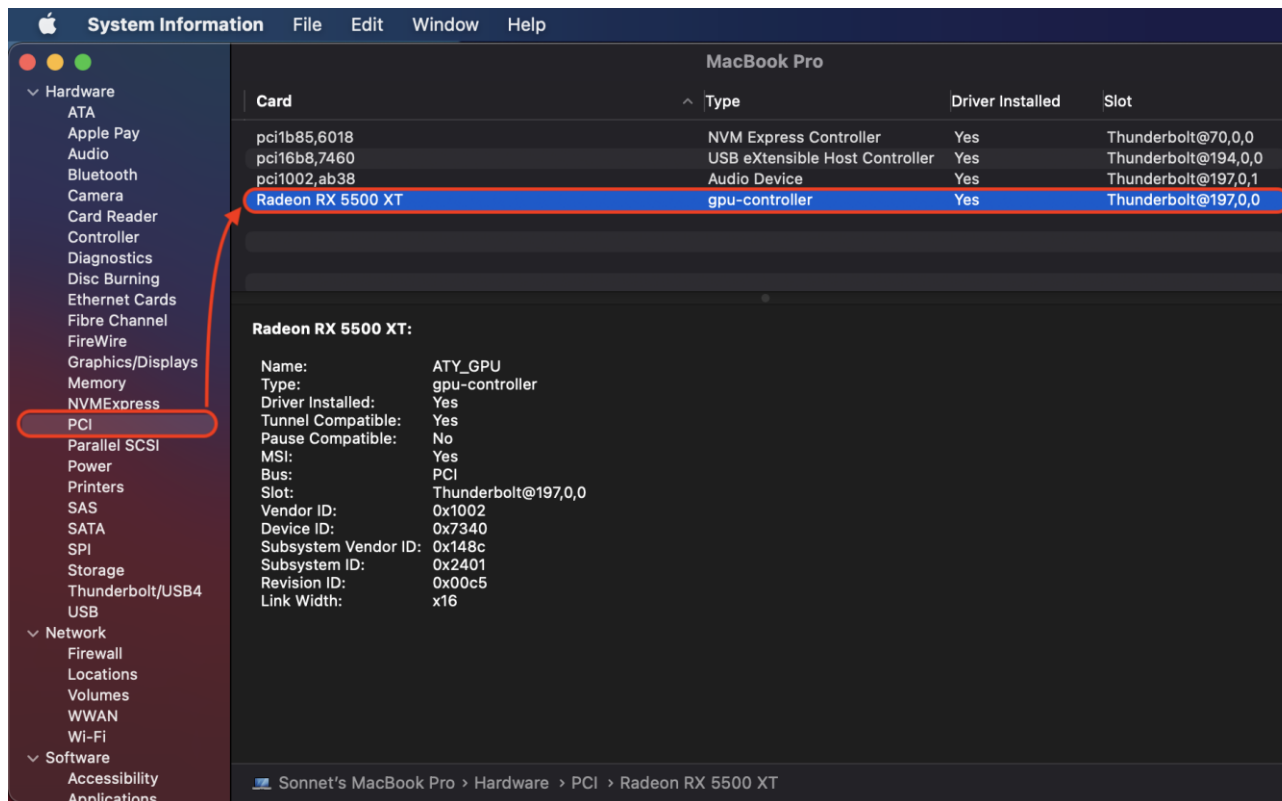 System Information File Edit Window Help
MacBook Pro
Hardware
ATA
Apple Pay
Audio
Bluetooth
Camera
Card Reader
Controller
Diagnostics
Disc Burning
Ethernet Cards
Fibre Channel
FireWire
Graphics/Displays
Memory
NVMExpress
PCI
Parallel SCSI
Power
Printers
SAS
SATA
SPI
Storage
Thunderbolt/USB4
USB
Network
Firewall
Locations
Volumes
WWAN
Wi-Fi
Software
Accessibility
Applications
Card Type Driver Installed Slot
pci1b85,6018 NVM Express Controller Yes Thunderbolt@70,0,0
pci16b8,7460 USB eXtensible Host Controller Yes Thunderbolt@194,0,0
pci1002,ab38 Audio Device Yes Thunderbolt@197,0,1
Radeon RX 5500 XT gpu-controller Yes Thunderbolt@197,0,0
Radeon RX 5500 XT:
Name: ATY_GPU
Type: gpu-controller
Driver Installed: Yes
Tunnel Compatible: Yes
Pause Compatible: No
MSI: Yes
Bus: PCI
Slot: Thunderbolt@197,0,0
Vendor ID: 0x1002
Device ID: 0x7340
Subsystem Vendor ID: 0x148c
Subsystem ID: 0x2401
Revision ID: 0x00c5
Link Width: x16
Sonnet's MacBook Pro › Hardware › PCI › Radeon RX 5500 XT